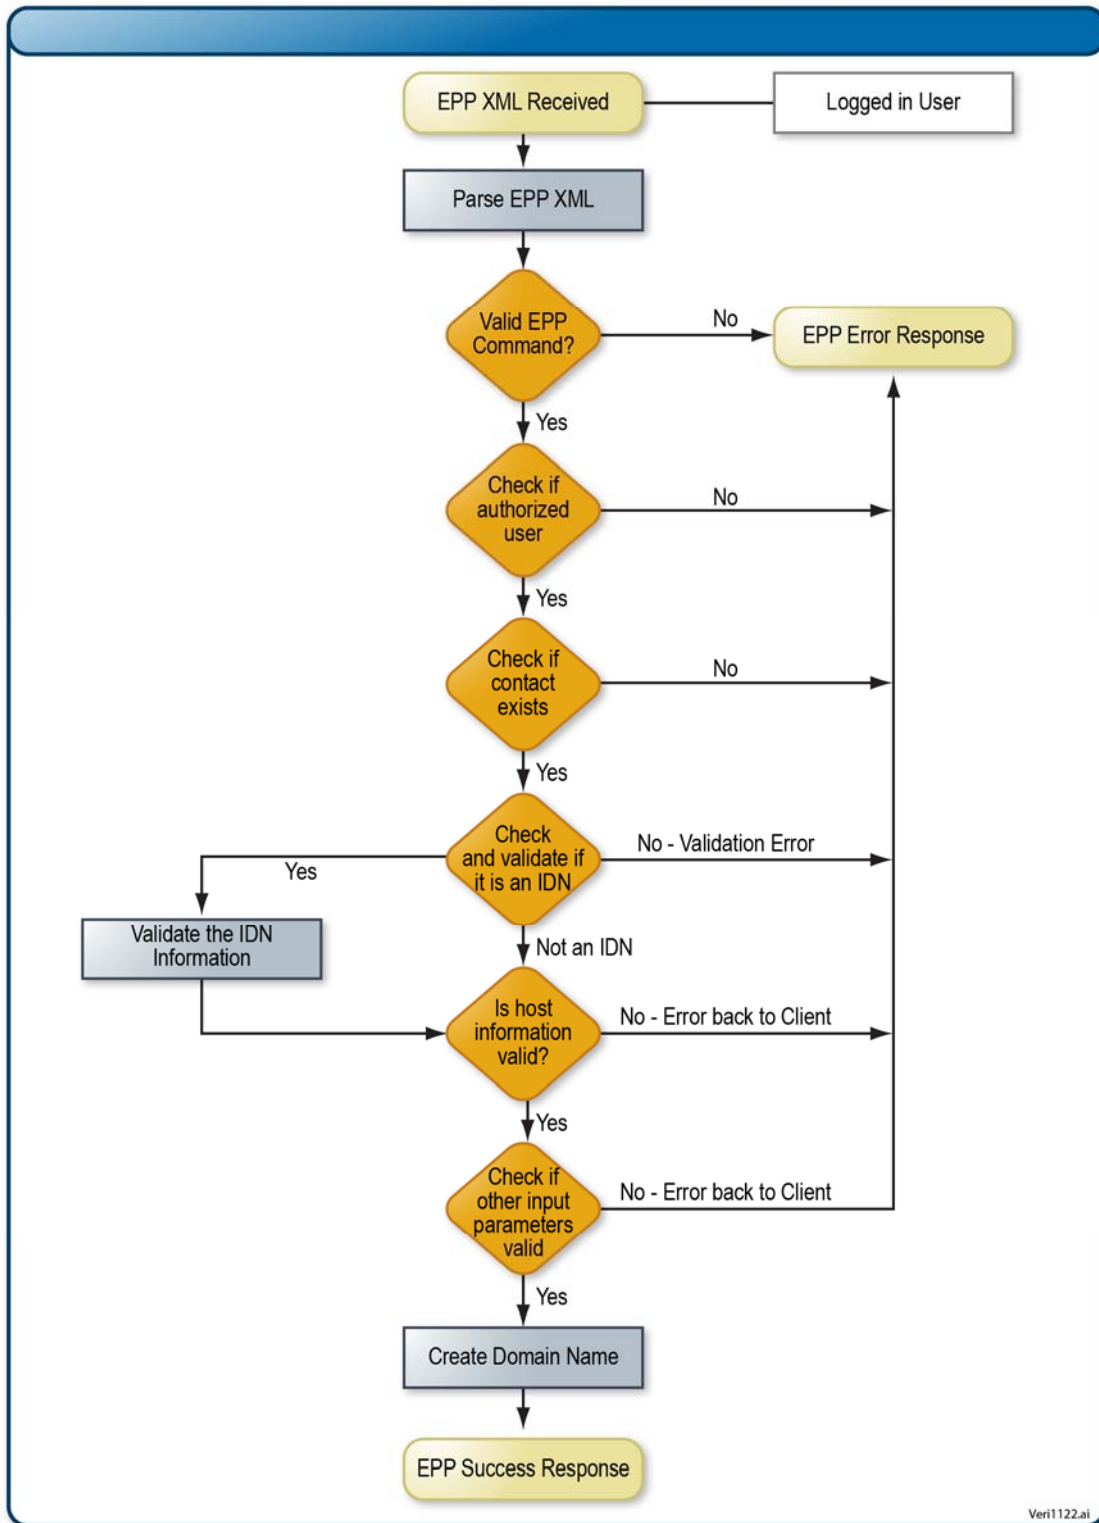 EPP XML Received
Logged in User
Parse EPP XML
Valid EPP
Command?
No
EPP Error Response
Yes
Check if
authorized
user
No
Yes
Check if
contact
exists
No
Yes
Check
and validate if
it is an IDN
No - Validation Error
Yes
Validate the IDN
Information
Not an IDN
Is host
information
valid?
No - Error back to Client
Yes
Check if
other input
parameters
valid
No - Error back to Client
Yes
Create Domain Name
EPP Success Response
Veri1122.ai